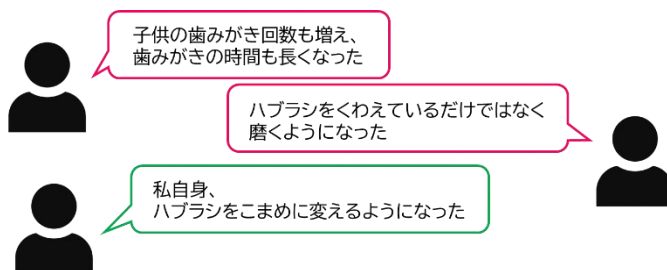 子供の歯みがき回数も増え、
歯みがきの時間も長くなった
ハブラシをくわえているだけではなく
磨くようになった
私自身、
ハブラシをこまめに変えるようになった